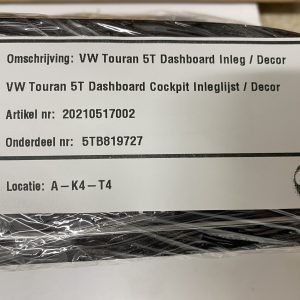 Omschrijving: VW Touran 5T Dashboard Inleg / Decor
VW Touran 5T Dashboard Cockpit Inleglijst / Decor
Artikel nr: 20210517002
Onderdeel nr: 5TB819727
Locatie: A-K4-T4